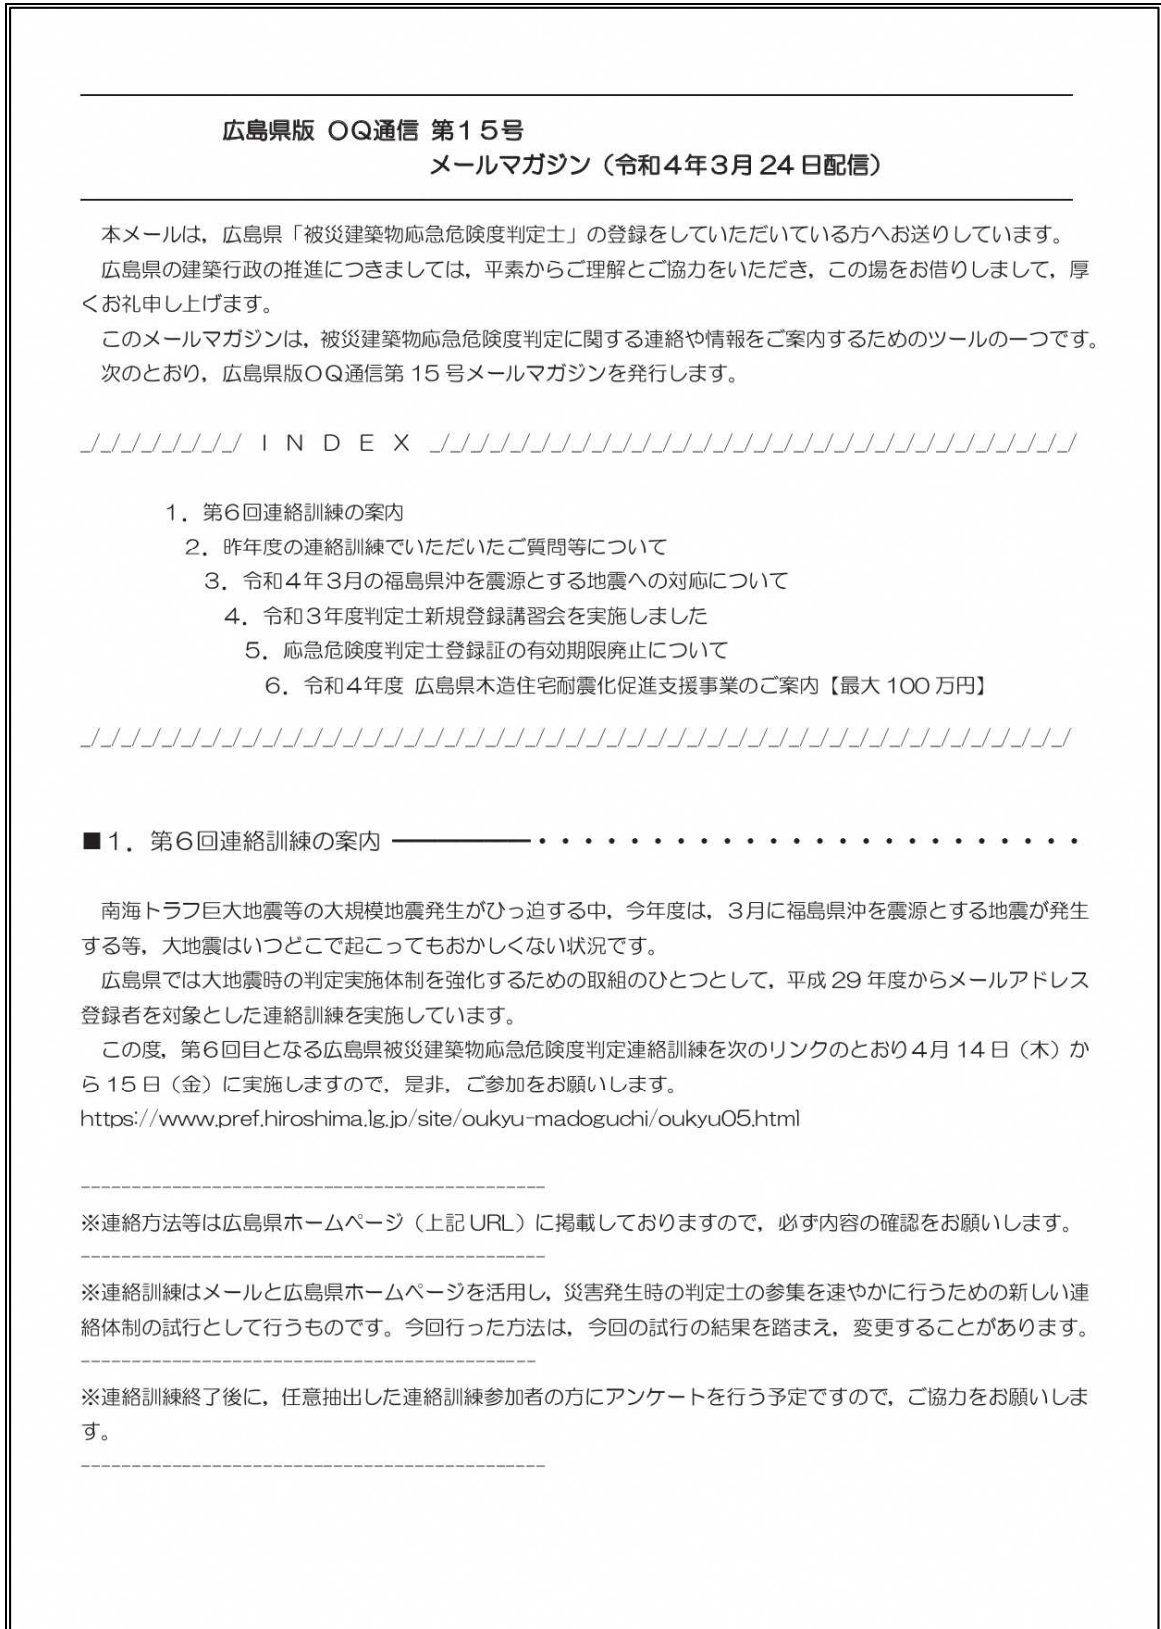 広島県版 ＯＱ通信 第１５号
メールマガジン（令和４年３月 24 日配信）
本メールは，広島県「被災建築物応急危険度判定士」の登録をしていただいている方へお送りしています。
広島県の建築行政の推進につきましては，平素からご理解とご協力をいただき，この場をお借りしまして，厚
くお礼申し上げます。
このメールマガジンは，被災建築物応急危険度判定に関する連絡や情報をご案内するためのツールの一つです。
次のとおり，広島県版ＯＱ通信第 15 号メールマガジンを発行します。
_/_/_/_/_/_/_/_/ Ｉ Ｎ Ｄ Ｅ Ｘ _/_/_/_/_/_/_/_/_/_/_/_/_/_/_/_/_/_/_/_/_/_/_/_/_/_/_/_/_/_/_/_/
１．第６回連絡訓練の案内
２．昨年度の連絡訓練でいただいたご質問等について
３．令和４年３月の福島県沖を震源とする地震への対応について
４．令和３年度判定士新規登録講習会を実施しました
５．応急危険度判定士登録証の有効期限廃止について
６．令和４年度 広島県木造住宅耐震化促進支援事業のご案内【最大 100 万円】
_/_/_/_/_/_/_/_/_/_/_/_/_/_/_/_/_/_/_/_/_/_/_/_/_/_/_/_/_/_/_/_/_/_/_/_/_/_/_/_/_/_/_/_/_/_/_/_/_/
■１．第６回連絡訓練の案内 ━━━━━━・・・・・・・・・・・・・・・・・・・・・・・・
南海トラフ巨大地震等の大規模地震発生がひっ迫する中，今年度は，３月に福島県沖を震源とする地震が発生
する等，大地震はいつどこで起こってもおかしくない状況です。
広島県では大地震時の判定実施体制を強化するための取組のひとつとして，平成 29 年度からメールアドレス
登録者を対象とした連絡訓練を実施しています。
この度，第６回目となる広島県被災建築物応急危険度判定連絡訓練を次のリンクのとおり４月 14 日（木）か
ら 15 日（金）に実施しますので，是非，ご参加をお願いします。
https://www.pref.hiroshima.lg.jp/site/oukyu-madoguchi/oukyu05.html
----------------------------------------------
※連絡方法等は広島県ホームページ（上記 URL）に掲載しておりますので，必ず内容の確認をお願いします。
----------------------------------------------
※連絡訓練はメールと広島県ホームページを活用し，災害発生時の判定士の参集を速やかに行うための新しい連
絡体制の試行として行うものです。今回行った方法は，今回の試行の結果を踏まえ，変更することがあります。
---------------------------------------------
※連絡訓練終了後に，任意抽出した連絡訓練参加者の方にアンケートを行う予定ですので，ご協力をお願いしま
す。
----------------------------------------------